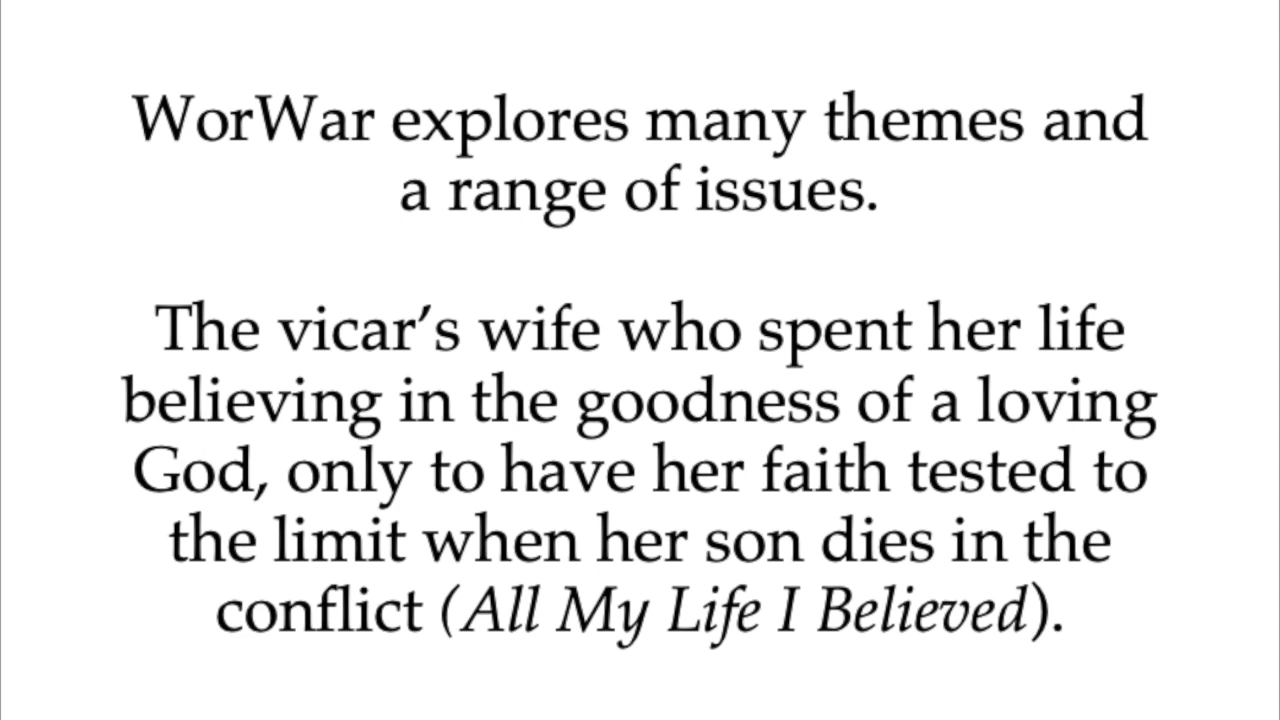 WorWar explores many themes and
a range of issues.
The vicar’s wife who spent her life
believing in the goodness of a loving
God, only to have her faith tested to
the limit when her son dies in the
conflict (All My Life I Believed).